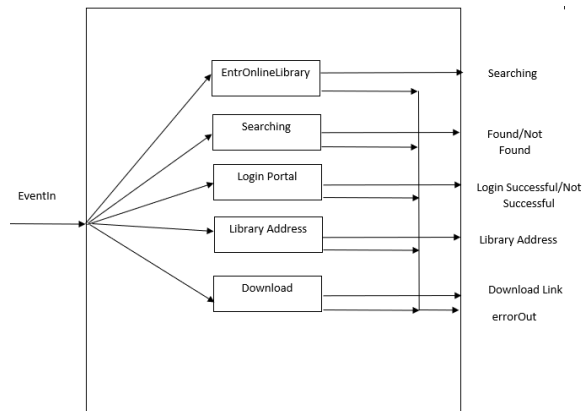 EntrOnlineLibrary
Searching
Searching
Found/Not
Found
Login Portal
Login Successful/Not
Successful
EventIn
Library Address
Library Address
Download
Download Link
errorOut